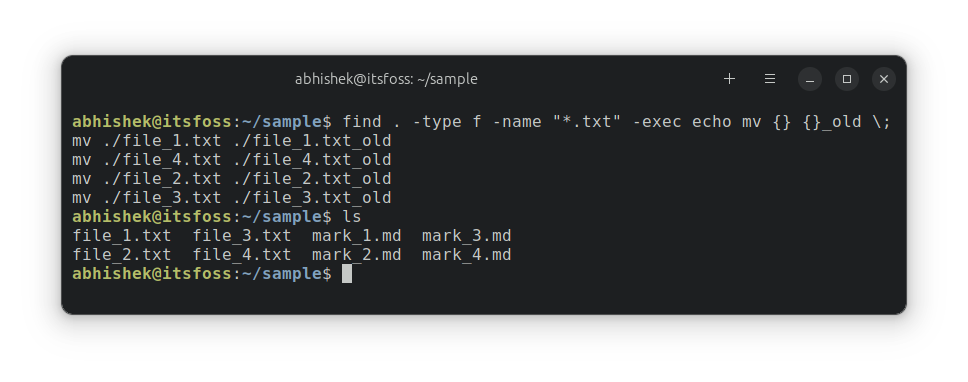 abhishek@itsfoss: ~/sample
abhishek@itsfoss:~/sample$ find . -type f -name "*.txt" -exec echo mv {} {}_old \;
mv ./file_1.txt ./file_1.txt_old
mv ./file_4.txt ./file_4.txt_old
mv ./file_2.txt ./file_2.txt_old
mv ./file_3.txt ./file_3.txt_old
abhishek@itsfoss:~/sample$ ls
file_1.txt  file_3.txt  mark_1.md  mark_3.md
file_2.txt  file_4.txt  mark_2.md  mark_4.md
abhishek@itsfoss:~/sample$